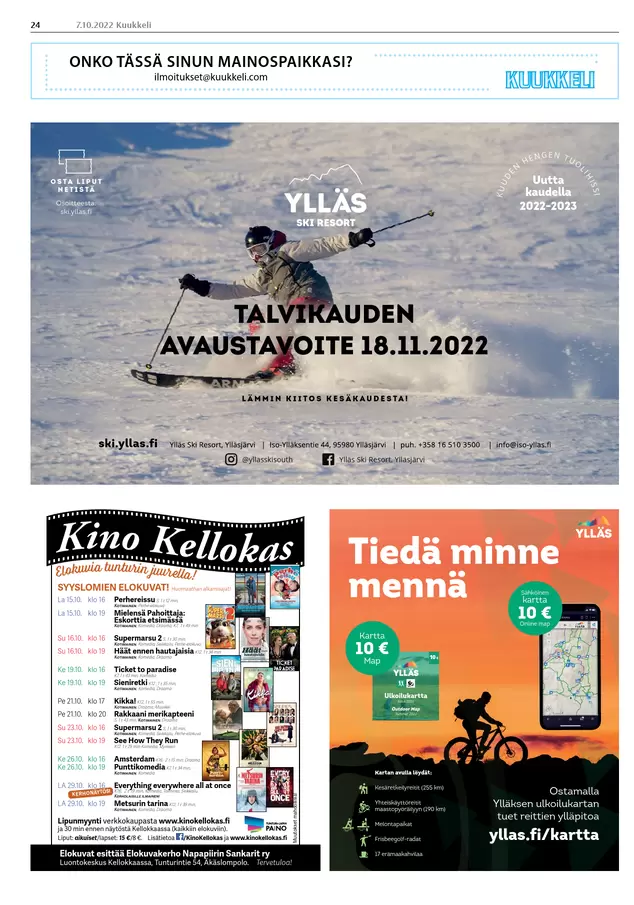 24 7.10.2022 Kuukkeli
ONKO TÄSSÄ SINUN MAINOSPAIKKASI?
ilmoitukset@kuukkeli.com
KUUKKELI
OSTA LIPUT
NETISTÄ
Osoitteesta
ski.yllas.fi
YLLÄS
SKI RESORT
KUUDEN HENGEN TUOLIHISSI
Uutta
kaudella
2022-2023
TALVIKAUDEN
AVAUSTAVOITE 18.11.2022
LÄMMIN KIITOS KESÄKAUDESTA!
ski.yllas.fi Ylläs Ski Resort, Ylläsjärvi | Iso-Ylläksentie 44, 95980 Ylläsjärvi | puh. +358 16 510 3500 | info@iso-yllas.fi
@yllasskisouth Ylläs Ski Resort, Ylläsjärvi
Kino Kellokas
Elokuvia tunturin juurella!
SYYSLOMIEN ELOKUVAT!
La 15.10. klo 16 Perhereissu
La 15.10. klo 19 Mielensä Pahoittaja:
Eskorttia etsimässä
Su 16.10. klo 16 Supermarsu 2
Su 16.10. klo 19 Häät ennen hautajaisia
Ke 19.10. klo 16 Ticket to paradise
Ke 19.10. klo 19 Sieniretki
Pe 21.10. klo 17 Kikka!
Pe 21.10. klo 20 Rakkaani merikapteeni
Su 23.10. klo 16 Supermarsu 2
Su 23.10. klo 19 See How They Run
Ke 26.10. klo 16 Amsterdam
Ke 26.10. klo 19 Punttikomedia
LA 29.10. klo 16 Everything everywhere all at once
KERHONÄYTÖS!
LA 29.10. klo 19 Metsurin tarina
Lipunmyynti verkkokaupasta www.kinokellokas.fi
ja 30 min ennen näytöstä Kellokkaassa (kaikkiin elokuviin).
Liput: aikuiset/lapset: 15 €/8 €. Lisätietoa /KinoKellokas ja www.kinokellokas.fi
Elokuvat esittää Elokuvakerho Napapiirin Sankarit ry
Luontokeskus Kellokkaassa, Tunturintie 54, Äkäslompolo. Tervetuloa!
YLLÄS
Tiedä minne
mennä
Sähköinen
kartta
10 €
Online map
Kartta
10 €
Map
YLLÄS
Ulkoilukartta
Outdoor Map
Kartan avulla löydät:
Kesäretkeilyreitit (255 km)
Yhteiskäyttöreitit
maastopyöräilyyn (190 km)
Melontapaikat
Frisbeegolf-radat
17 erämaakahvilaa
Ostamalla
Ylläksen ulkoilukartan
tuet reittien ylläpitoa
yllas.fi/kartta